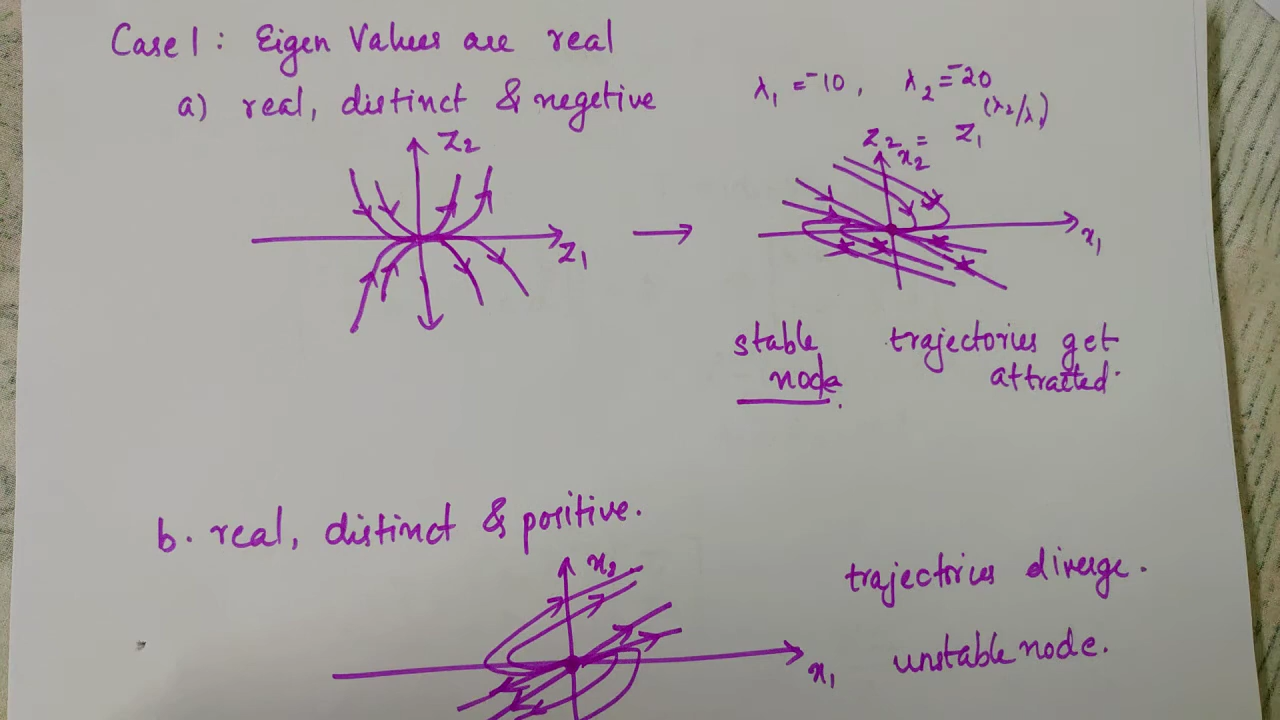 Case 1 : Eigen Values are real
a) real, distinct & negetive
λ₁ = -10, λ₂ = -20
Z₂ = Z₁^(λ₂/λ₁)
Z₂
Z₁
x₂
x₁
stable node.
trajectories get attracted.
b. real, distinct & positive.
x₂
x₁
trajectories diverge.
unstable node.